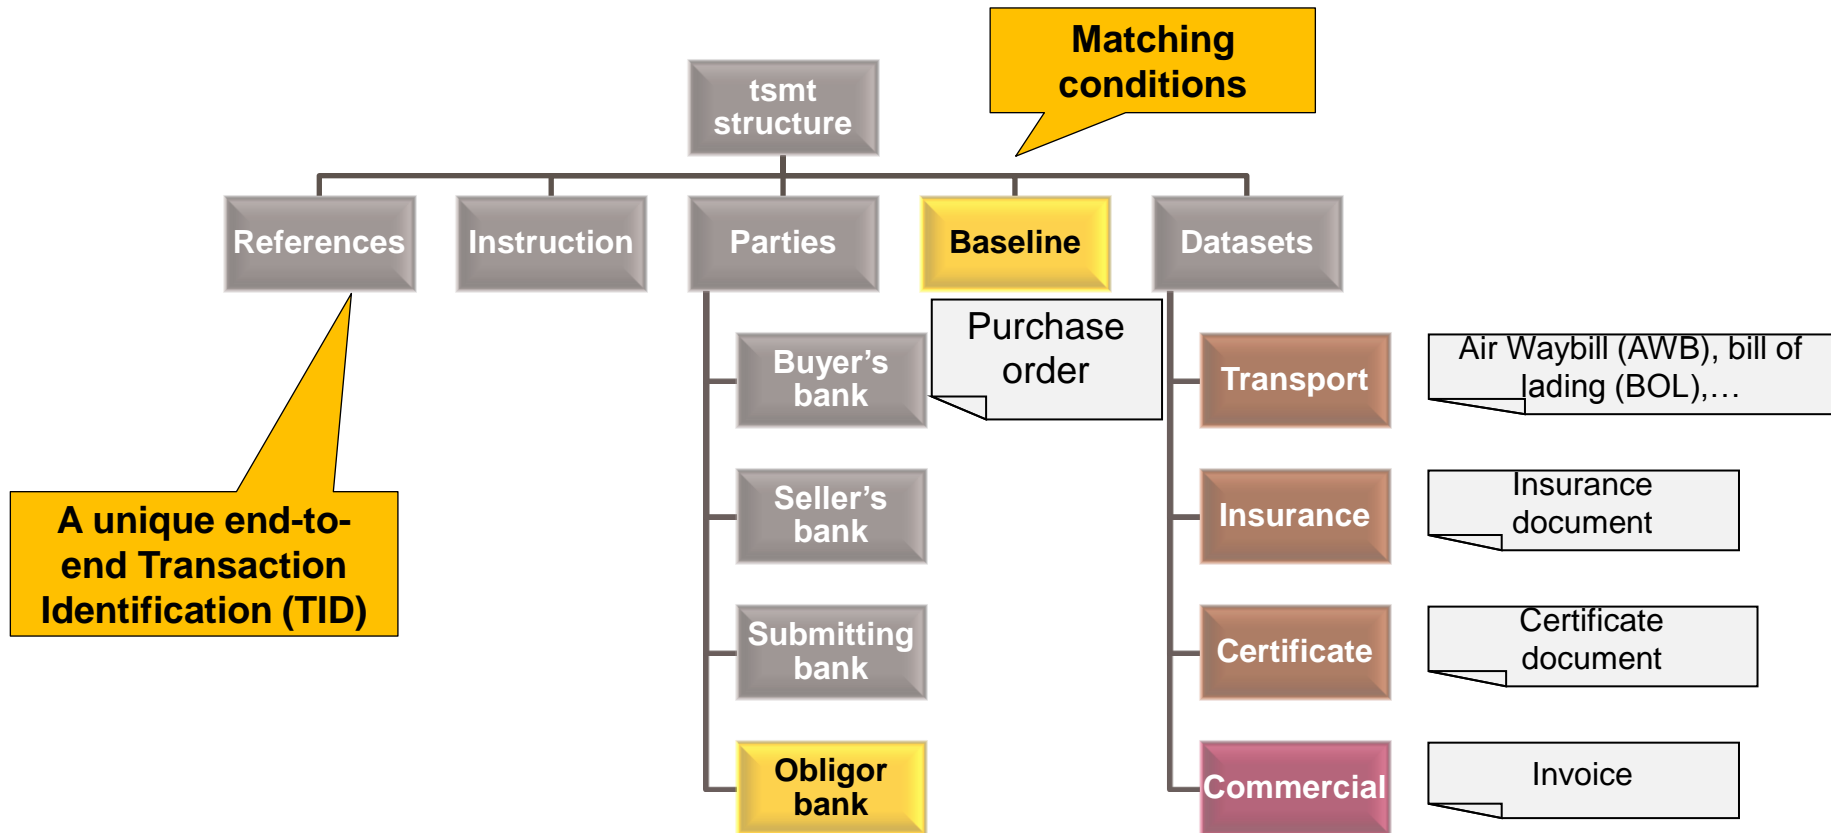 Matching
conditions
tsmt
structure
References
Instruction
Parties
Baseline
Datasets
Purchase
order
Buyer’s
bank
Transport
Air Waybill (AWB), bill of
lading (BOL),…
Seller’s
bank
Insurance
Insurance
document
A unique end-to-
end Transaction
Identification (TID)
Submitting
bank
Certificate
Certificate
document
Obligor
bank
Commercial
Invoice